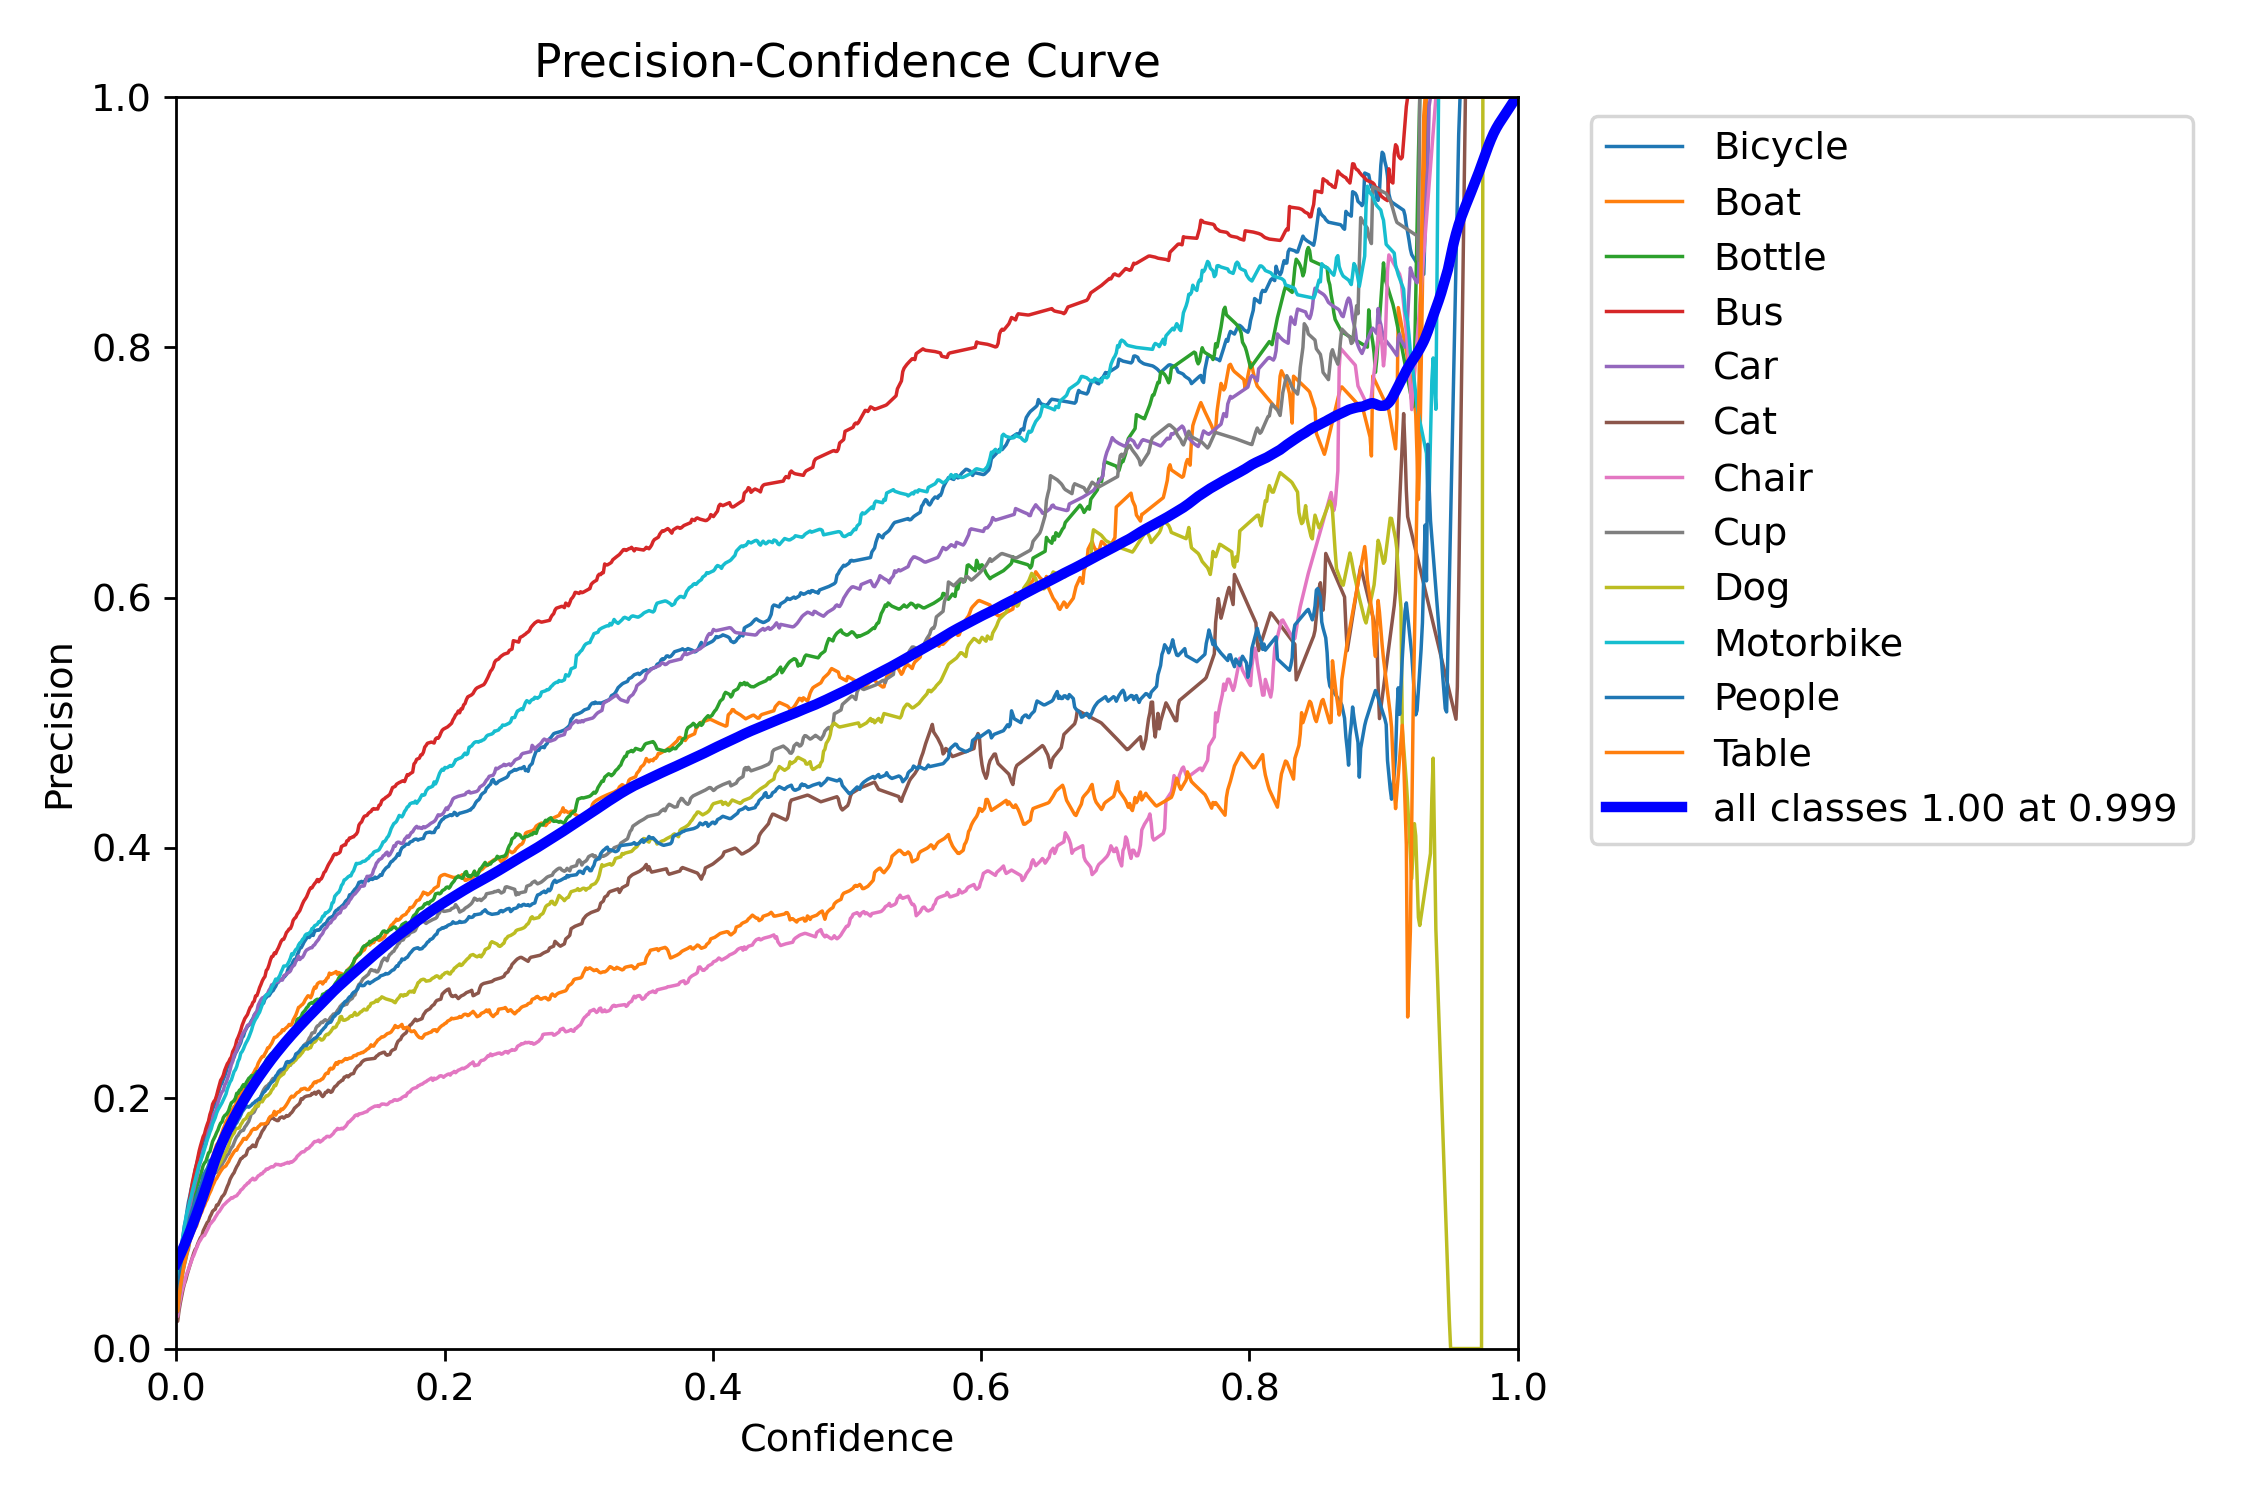 Precision-Confidence Curve
1.0
0.8
0.6
0.4
0.2
0.0
Precision
0.0 0.2 0.4 0.6 0.8 1.0
Confidence
Bicycle
Boat
Bottle
Bus
Car
Cat
Chair
Cup
Dog
Motorbike
People
Table
all classes 1.00 at 0.999